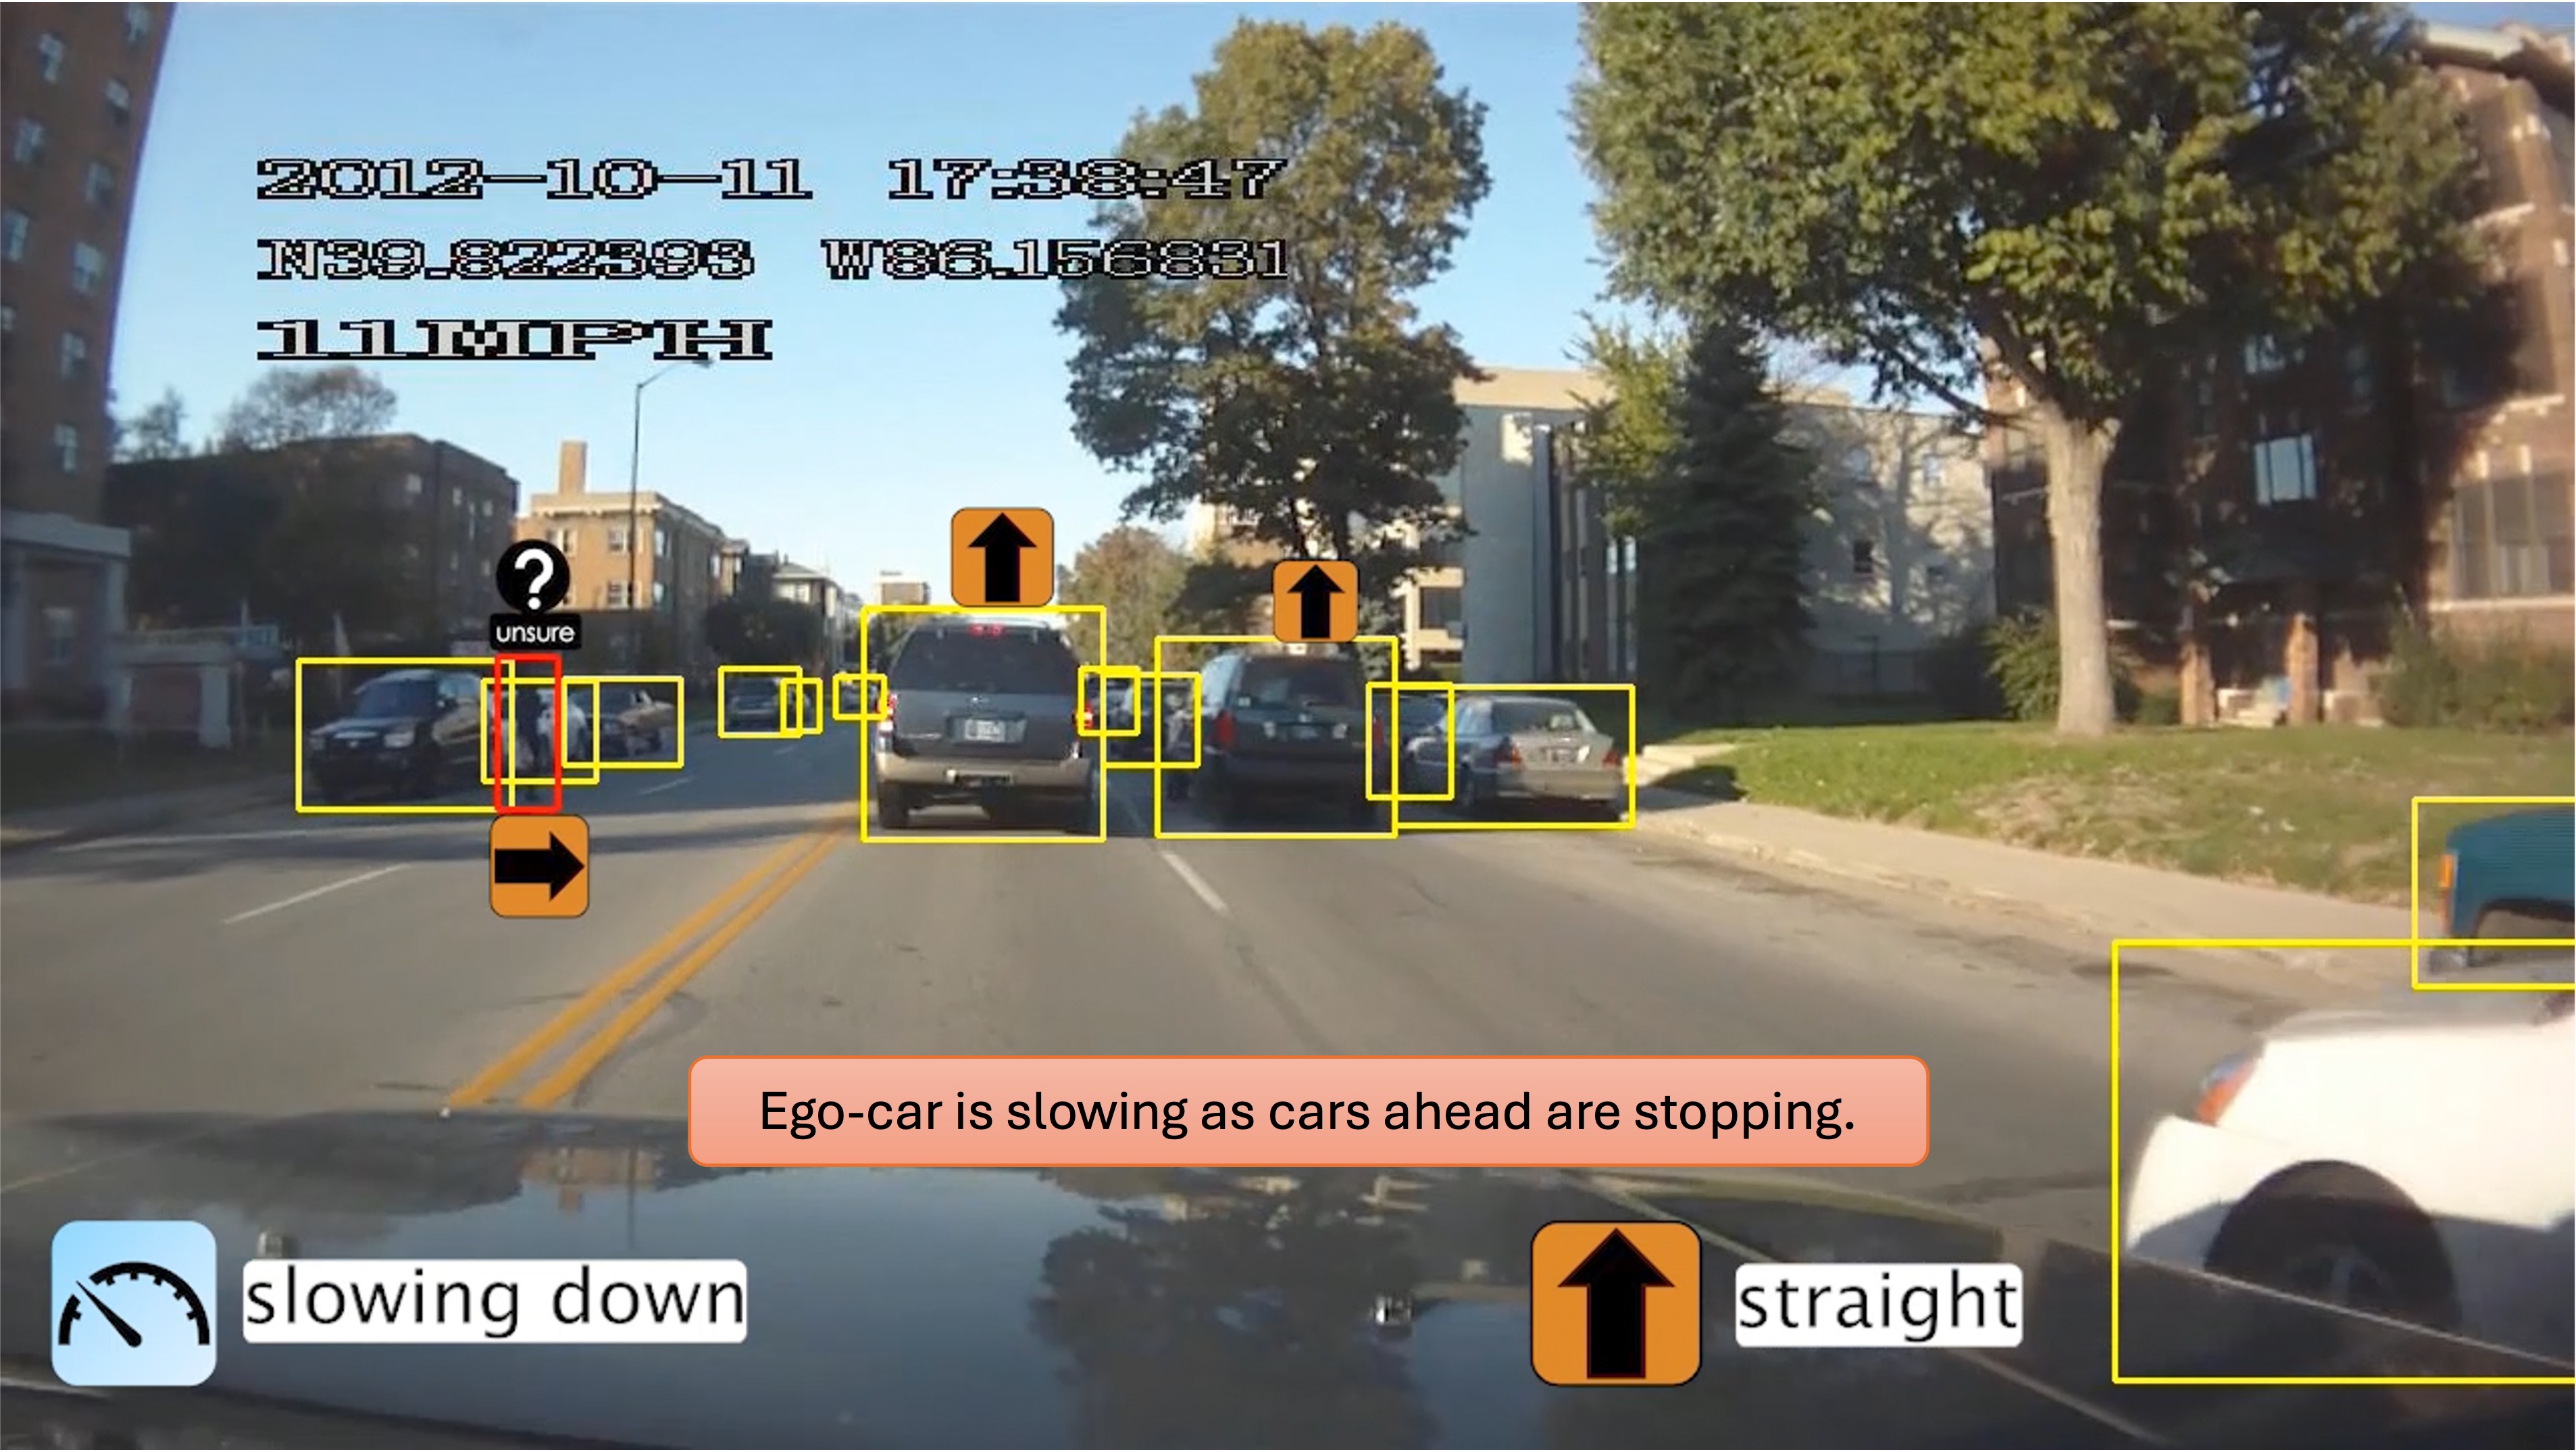 2012-10-11 17:38:47
N39.822393 W86.156831
11MPH
?
unsure
Ego-car is slowing as cars ahead are stopping.
slowing down
straight